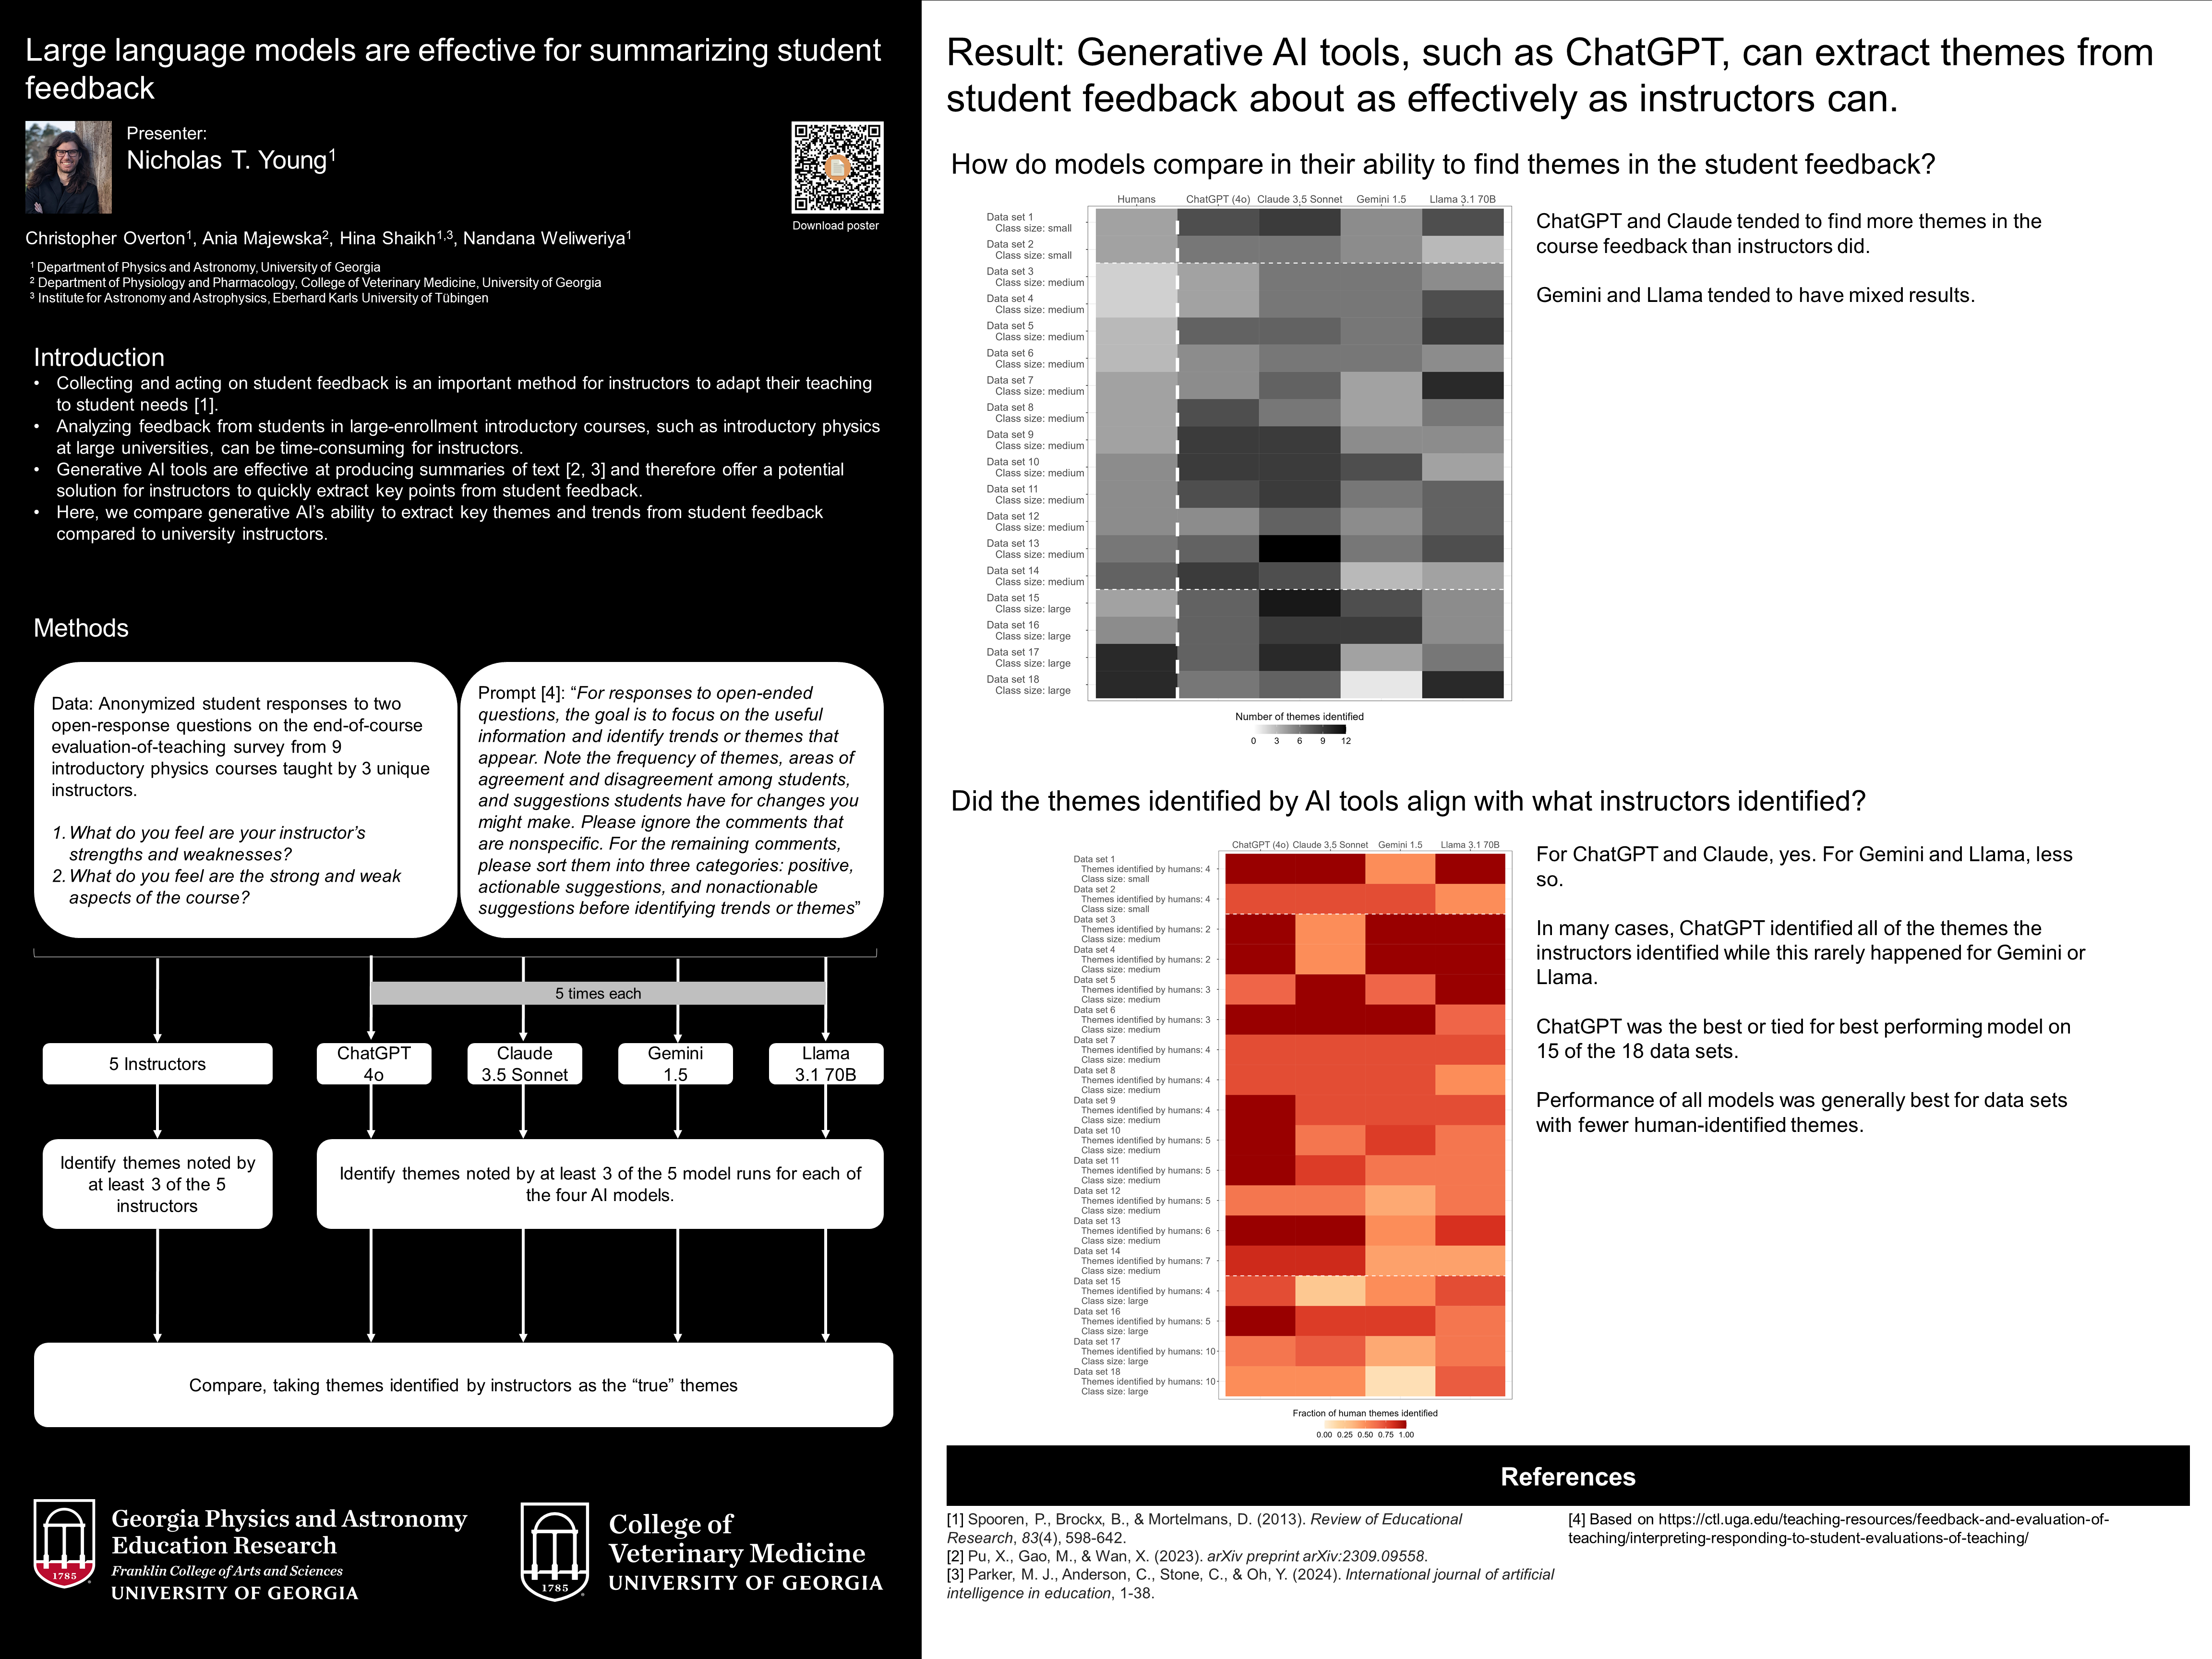 Large language models are effective for summarizing student
feedback
Presenter:
Nicholas T. Young1
Download poster
Christopher Overton1, Ania Majewska2, Hina Shaikh1,3, Nandana Weliweriya1
1 Department of Physics and Astronomy, University of Georgia
2 Department of Physiology and Pharmacology, College of Veterinary Medicine, University of Georgia
3 Institute for Astronomy and Astrophysics, Eberhard Karls University of Tübingen
Introduction
• Collecting and acting on student feedback is an important method for instructors to adapt their teaching
to student needs [1].
• Analyzing feedback from students in large-enrollment introductory courses, such as introductory physics
at large universities, can be time-consuming for instructors.
• Generative AI tools are effective at producing summaries of text [2, 3] and therefore offer a potential
solution for instructors to quickly extract key points from student feedback.
• Here, we compare generative AI's ability to extract key themes and trends from student feedback
compared to university instructors.
Methods
Data: Anonymized student responses to two
open-response questions on the end-of-course
evaluation-of-teaching survey from 9
introductory physics courses taught by 3 unique
instructors.
1. What do you feel are your instructor's
strengths and weaknesses?
2. What do you feel are the strong and weak
aspects of the course?
Prompt [4]: "For responses to open-ended
questions, the goal is to focus on the useful
information and identify trends or themes that
appear. Note the frequency of themes, areas of
agreement and disagreement among students,
and suggestions students have for changes you
might make. Please ignore the comments that
are nonspecific. For the remaining comments,
please sort them into three categories: positive,
actionable suggestions, and nonactionable
suggestions before identifying trends or themes"
5 times each
5 Instructors
ChatGPT
4o
Claude
3.5 Sonnet
Gemini
1.5
Llama
3.1 70B
Identify themes noted by
at least 3 of the 5
instructors
Identify themes noted by at least 3 of the 5 model runs for each of
the four AI models.
Compare, taking themes identified by instructors as the "true" themes
1785
Georgia Physics and Astronomy
Education Research
Franklin College of Arts and Sciences
UNIVERSITY OF GEORGIA
1785
College of
Veterinary Medicine
UNIVERSITY OF GEORGIA
Result: Generative AI tools, such as ChatGPT, can extract themes from
student feedback about as effectively as instructors can.
How do models compare in their ability to find themes in the student feedback?
Humans ChatGPT (4o) Claude 3.5 Sonnet Gemini 1.5 Llama 3.1 70B
Data set 1
Class size: small
Data set 2
Class size: small
Data set 3
Class size: medium
Data set 4
Class size: medium
Data set 5
Class size: medium
Data set 6
Class size: medium
Data set 7
Class size: medium
Data set 8
Class size: medium
Data set 9
Class size: medium
Data set 10
Class size: medium
Data set 11
Class size: medium
Data set 12
Class size: medium
Data set 13
Class size: medium
Data set 14
Class size: medium
Data set 15
Class size: large
Data set 16
Class size: large
Data set 17
Class size: large
Data set 18
Class size: large
Number of themes identified
0 3 6 9 12
ChatGPT and Claude tended to find more themes in the
course feedback than instructors did.
Gemini and Llama tended to have mixed results.
Did the themes identified by AI tools align with what instructors identified?
ChatGPT (4o) Claude 3.5 Sonnet Gemini 1.5 Llama 3.1 70B
Data set 1
Themes identified by humans: 4
Class size: small
Data set 2
Themes identified by humans: 4
Class size: small
Data set 3
Themes identified by humans: 2
Class size: medium
Data set 4
Themes identified by humans: 2
Class size: medium
Data set 5
Themes identified by humans: 3
Class size: medium
Data set 6
Themes identified by humans: 3
Class size: medium
Data set 7
Themes identified by humans: 4
Class size: medium
Data set 8
Themes identified by humans: 4
Class size: medium
Data set 9
Themes identified by humans: 4
Class size: medium
Data set 10
Themes identified by humans: 5
Class size: medium
Data set 11
Themes identified by humans: 5
Class size: medium
Data set 12
Themes identified by humans: 5
Class size: medium
Data set 13
Themes identified by humans: 6
Class size: medium
Data set 14
Themes identified by humans: 7
Class size: medium
Data set 15
Themes identified by humans: 4
Class size: large
Data set 16
Themes identified by humans: 5
Class size: large
Data set 17
Themes identified by humans: 10
Class size: large
Data set 18
Themes identified by humans: 10
Class size: large
Fraction of human themes identified
0.00 0.25 0.50 0.75 1.00
For ChatGPT and Claude, yes. For Gemini and Llama, less
so.
In many cases, ChatGPT identified all of the themes the
instructors identified while this rarely happened for Gemini or
Llama.
ChatGPT was the best or tied for best performing model on
15 of the 18 data sets.
Performance of all models was generally best for data sets
with fewer human-identified themes.
References
[1] Spooren, P., Brockx, B., & Mortelmans, D. (2013). Review of Educational
Research, 83(4), 598-642.
[2] Pu, X., Gao, M., & Wan, X. (2023). arXiv preprint arXiv:2309.09558.
[3] Parker, M. J., Anderson, C., Stone, C., & Oh, Y. (2024). International journal of artificial
intelligence in education, 1-38.
[4] Based on https://ctl.uga.edu/teaching-resources/feedback-and-evaluation-of-
teaching/interpreting-responding-to-student-evaluations-of-teaching/